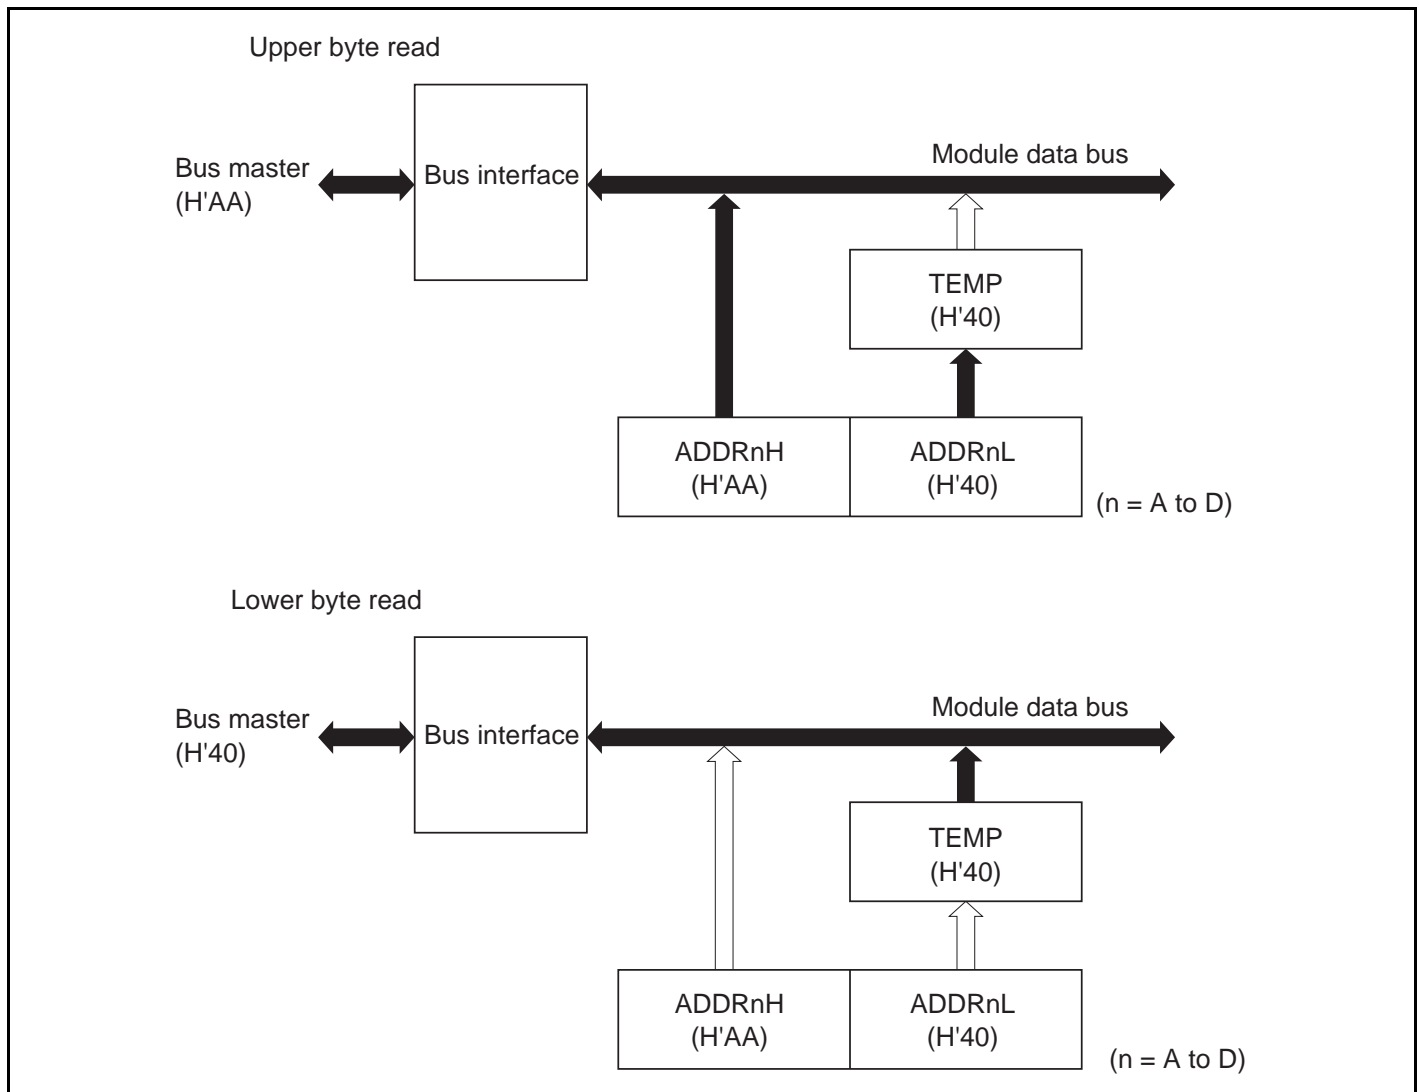 Upper byte read
Bus master
(H'AA)
Bus interface
Module data bus
TEMP
(H'40)
ADDRnH
(H'AA)
ADDRnL
(H'40)
(n = A to D)
Lower byte read
Bus master
(H'40)
Bus interface
Module data bus
TEMP
(H'40)
ADDRnH
(H'AA)
ADDRnL
(H'40)
(n = A to D)